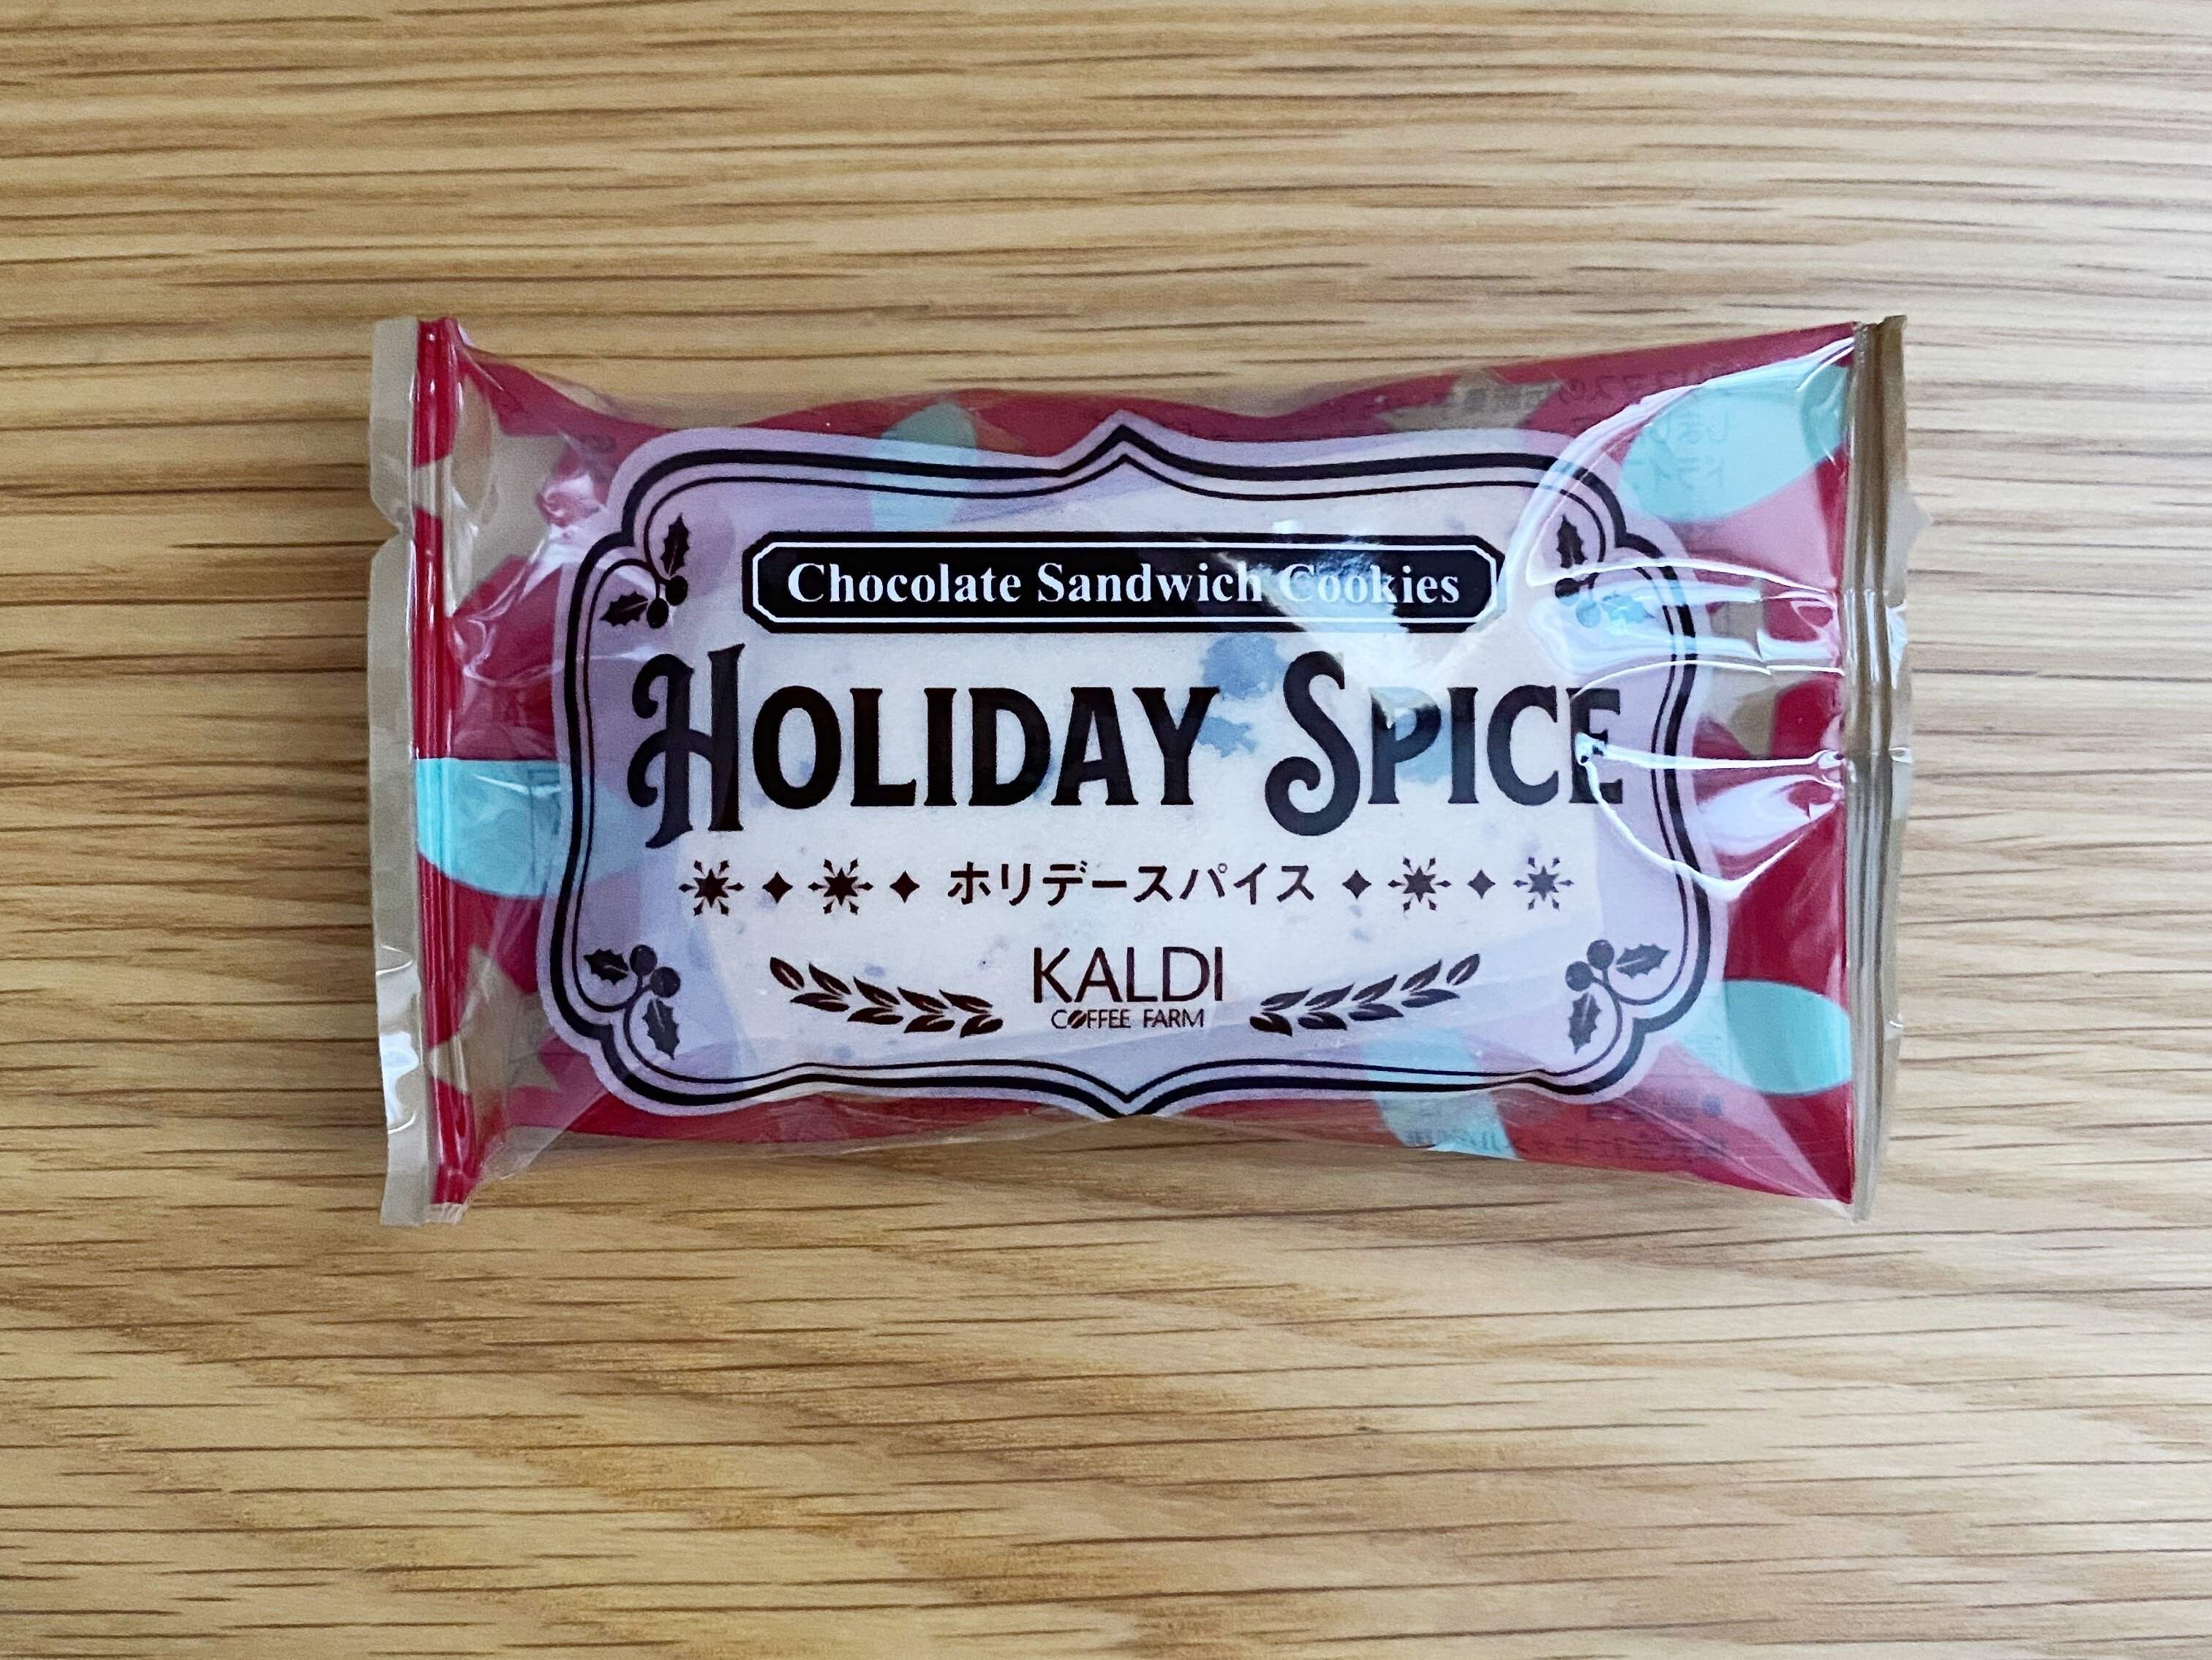 Chocolate Sandwich Cookies
HOLIDAY SPICE
ホリデースパイス
KALDI
COFFEE FARM